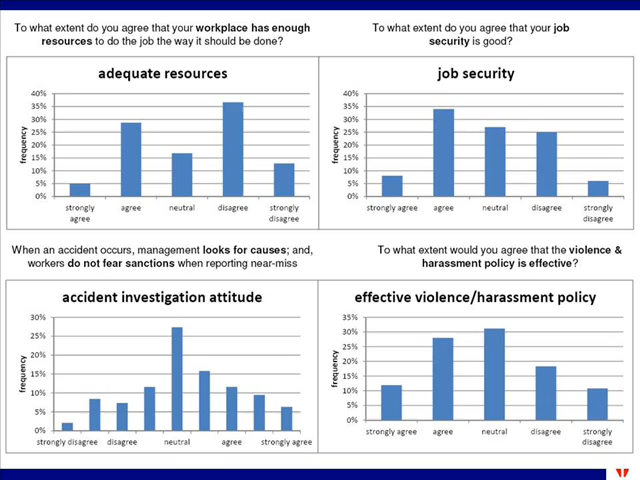 To what extent do you agree that your workplace has enough
resources to do the job the way it should be done?
To what extent do you agree that your job
security is good?
adequate resources
40%
35%
30%
25%
20%
15%
10%
5%
0%
frequency
strongly agree
agree
neutral
disagree
strongly disagree
job security
40%
35%
30%
25%
20%
15%
10%
5%
0%
frequency
strongly agree
agree
neutral
disagree
strongly disagree
When an accident occurs, management looks for causes; and,
workers do not fear sanctions when reporting near-miss
To what extent would you agree that the violence &
harassment policy is effective?
accident investigation attitude
30%
25%
20%
15%
10%
5%
0%
frequency
strongly disagree
disagree
neutral
agree
strongly agree
effective violence/harassment policy
35%
30%
25%
20%
15%
10%
5%
0%
frequency
strongly agree
agree
neutral
disagree
strongly disagree